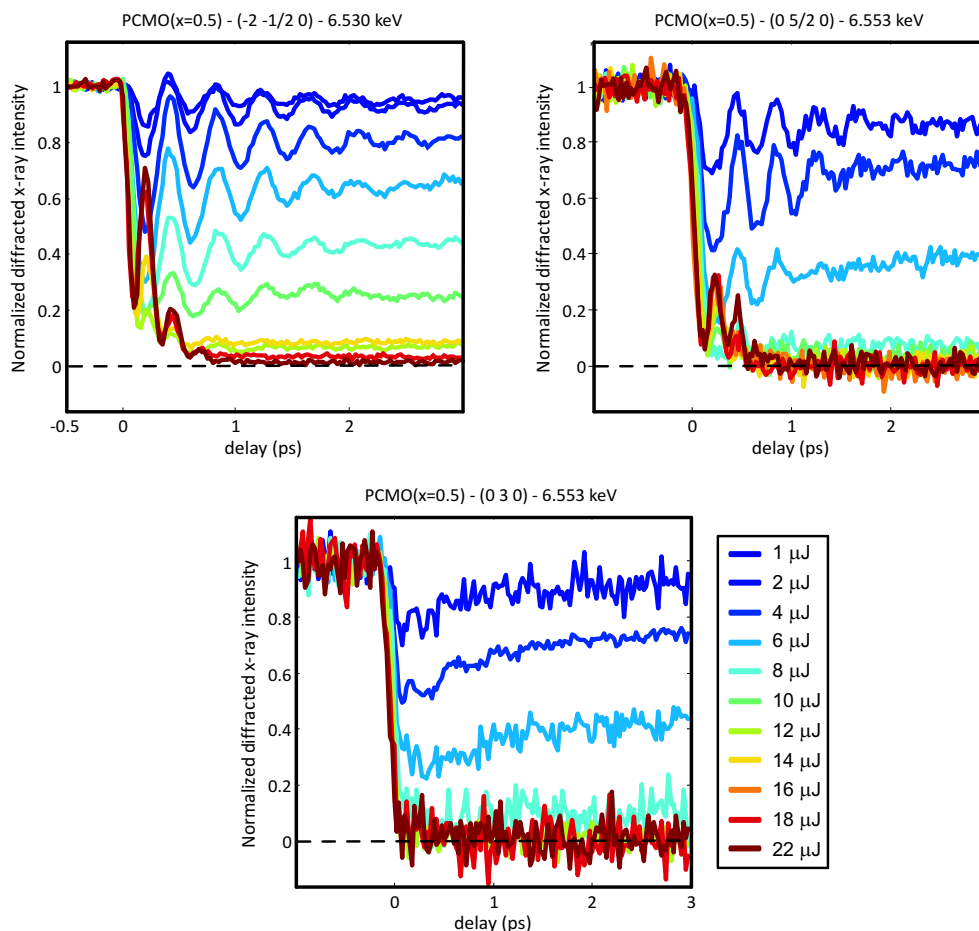 PCMO(x=0.5) - (-2 -1/2 0) - 6.530 keV
Normalized diffracted x-ray intensity
1
0.8
0.6
0.4
0.2
0
-0.5
0
1
2
delay (ps)
PCMO(x=0.5) - (0 5/2 0) - 6.553 keV
Normalized diffracted x-ray intensity
1
0.8
0.6
0.4
0.2
0
0
1
2
delay (ps)
PCMO(x=0.5) - (0 3 0) - 6.553 keV
Normalized diffracted x-ray intensity
1
0.8
0.6
0.4
0.2
0
0
1
2
3
delay (ps)
1 μJ
2 μJ
4 μJ
6 μJ
8 μJ
10 μJ
12 μJ
14 μJ
16 μJ
18 μJ
22 μJ